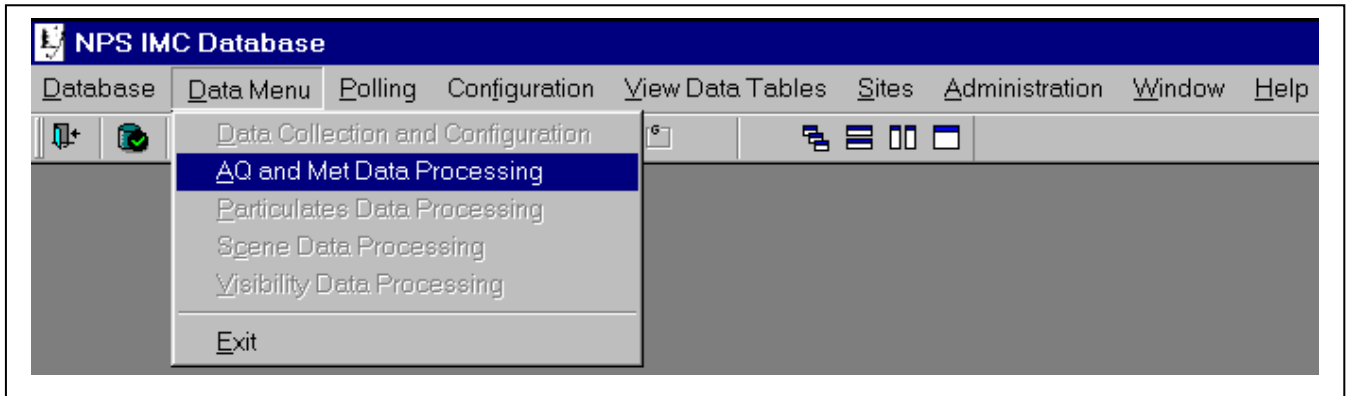 NPS IMC Database
Database Data Menu Polling Configuration View Data Tables Sites Administration Window Help
Data Collection and Configuration
AQ and Met Data Processing
Particulates Data Processing
Scene Data Processing
Visibility Data Processing
Exit